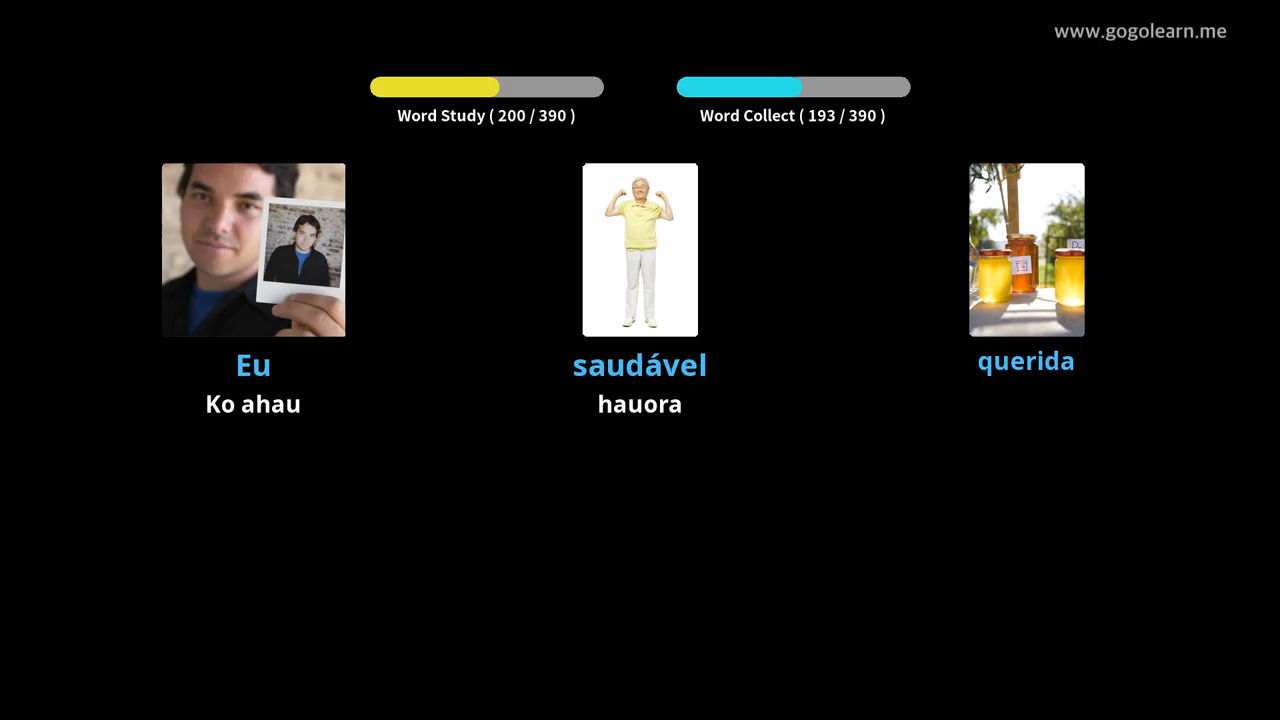 www.gogolearn.me
Word Study ( 200 / 390 )
Word Collect ( 193 / 390 )
Eu
Ko ahau
saudável
hauora
querida